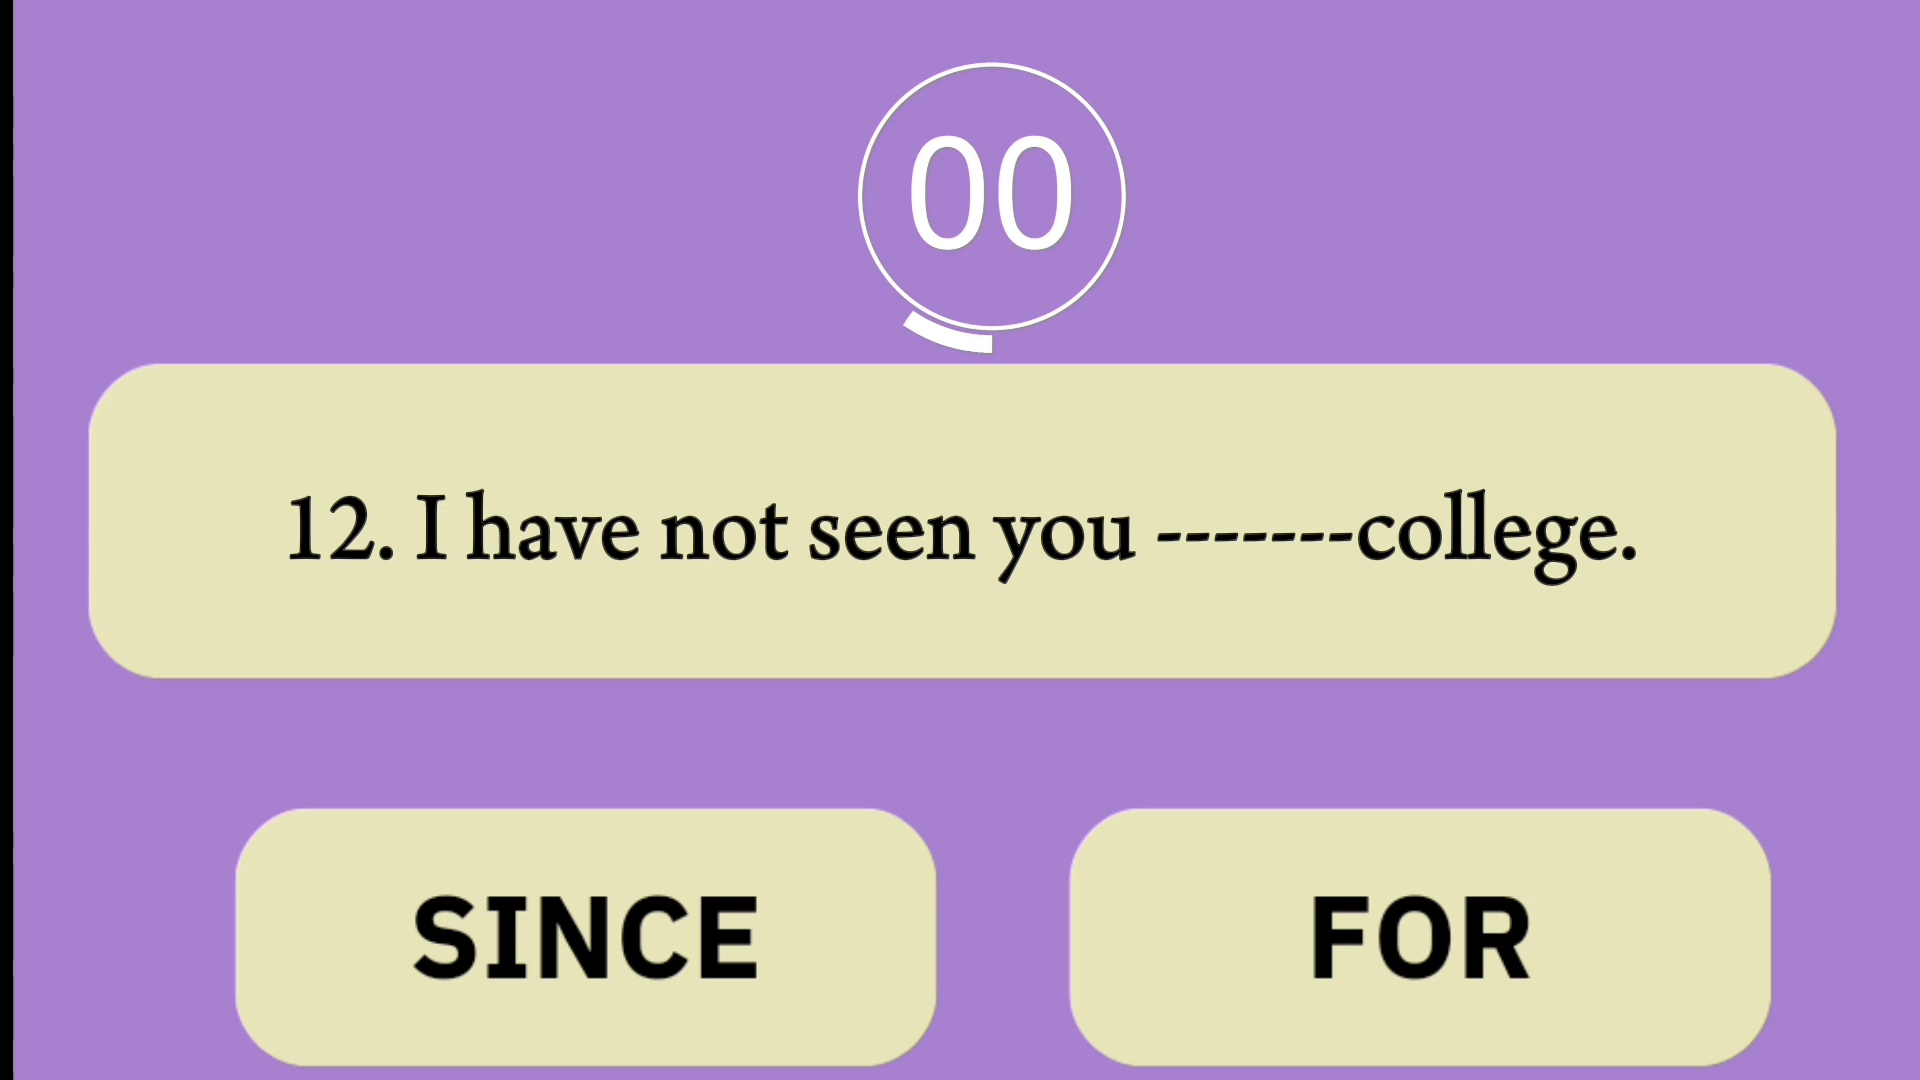 00
12. I have not seen you -------college.
SINCE
FOR